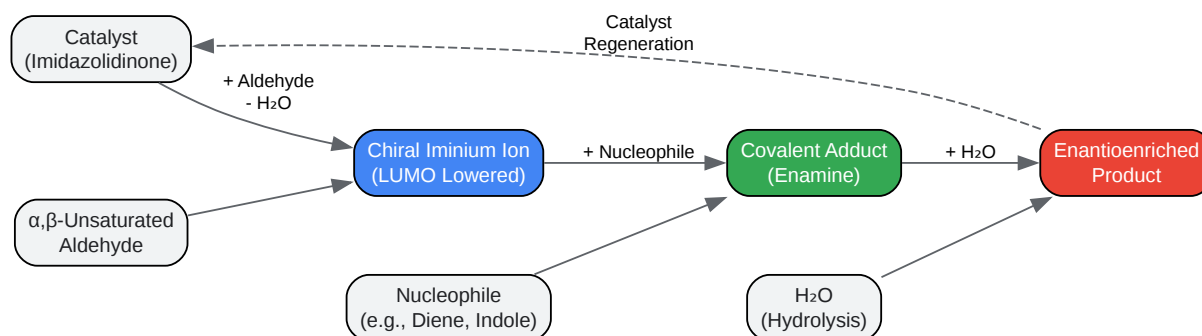 Catalyst
(Imidazolidinone)
Catalyst
Regeneration
+ Aldehyde
- H₂O
Chiral Iminium Ion
(LUMO Lowered)
+ Nucleophile
Covalent Adduct
(Enamine)
+ H₂O
Enantioenriched
Product
α,β-Unsaturated
Aldehyde
Nucleophile
(e.g., Diene, Indole)
H₂O
(Hydrolysis)